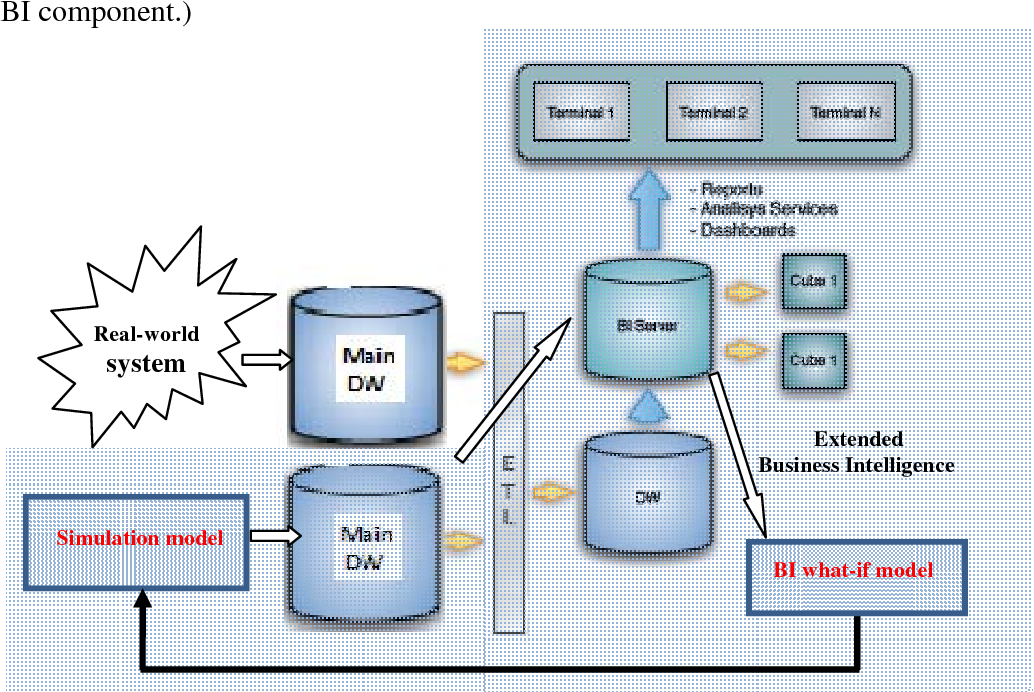 BI component.)
Terminal 1
Terminal 2
Terminal N
- Reports
- Analisys Services
- Dashboards
Cube 1
BI Server
Cube 1
Real-world
system
Main
DW
Extended
Business Intelligence
E
T
L
DW
Simulation model
Main
DW
BI what-if model